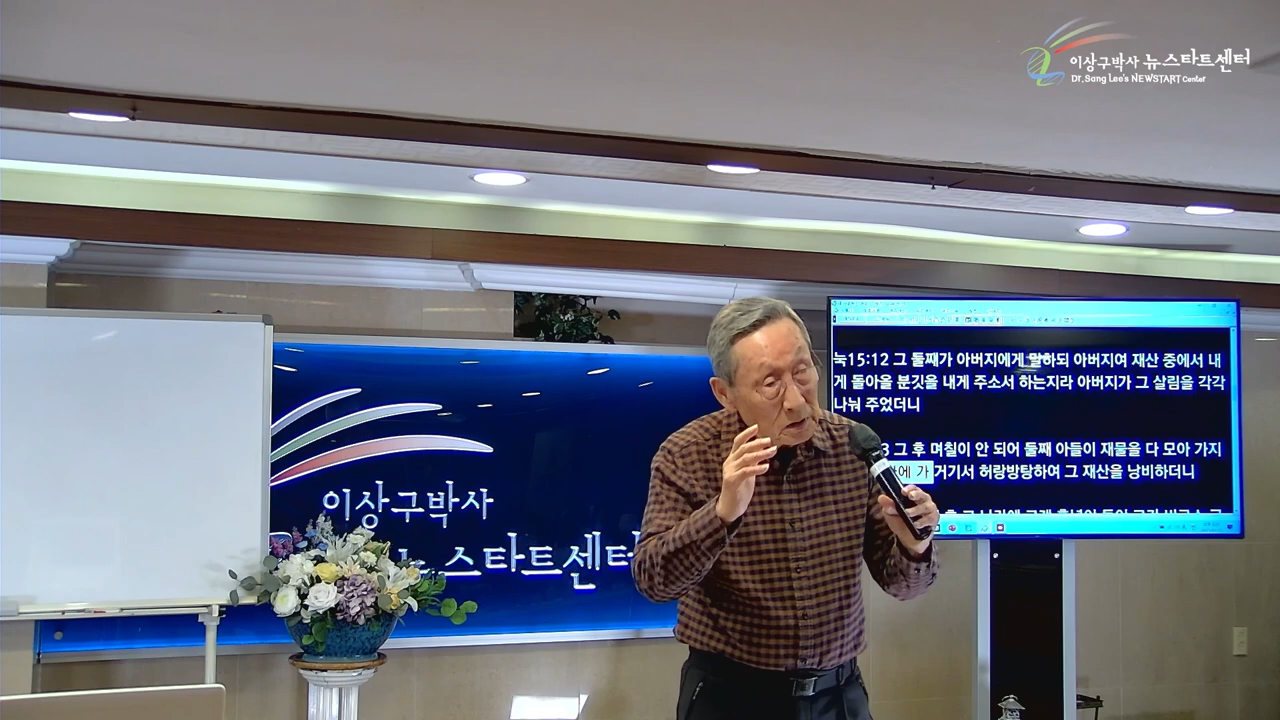 이상구박사 뉴스타트센터
Dr. Sang Lee's NEWSTART Center
이상구박사
뉴스타트센터
눅15:12 그 둘째가 아버지에게 말하되 아버지여 재산 중에서 내
게 돌아올 분깃을 내게 주소서 하는지라 아버지가 그 살림을 각각
나눠 주었더니
3 그 후 며칠이 안 되어 둘째 아들이 재물을 다 모아 가지
에 가 거기서 허랑방탕하여 그 재산을 낭비하더니